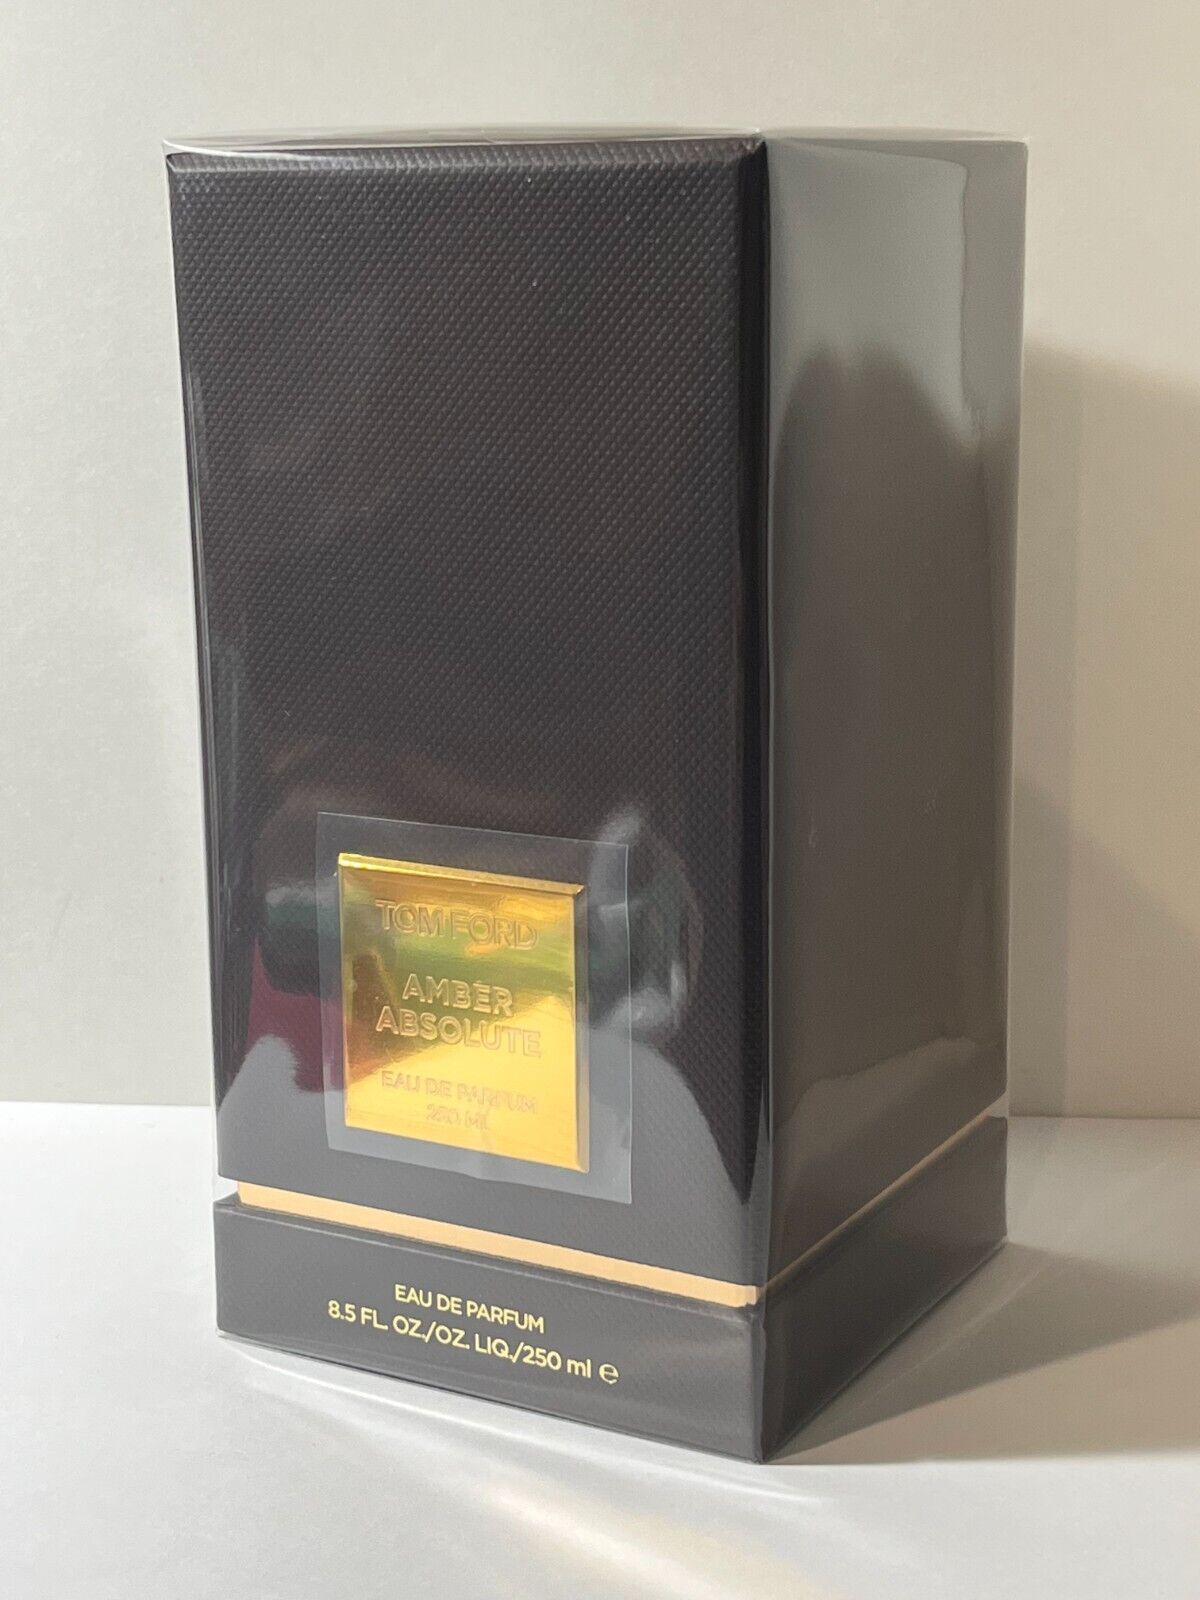 TOM FORD
AMBER
ABSOLUTE
EAU DE PARFUM
250 ML
EAU DE PARFUM
8.5 FL. OZ./OZ. LIQ./250 ml ℮